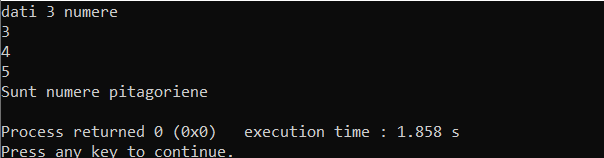 dati 3 numere
3
4
5
Sunt numere pitagoriene
Process returned 0 (0x0)   execution time : 1.858 s
Press any key to continue.